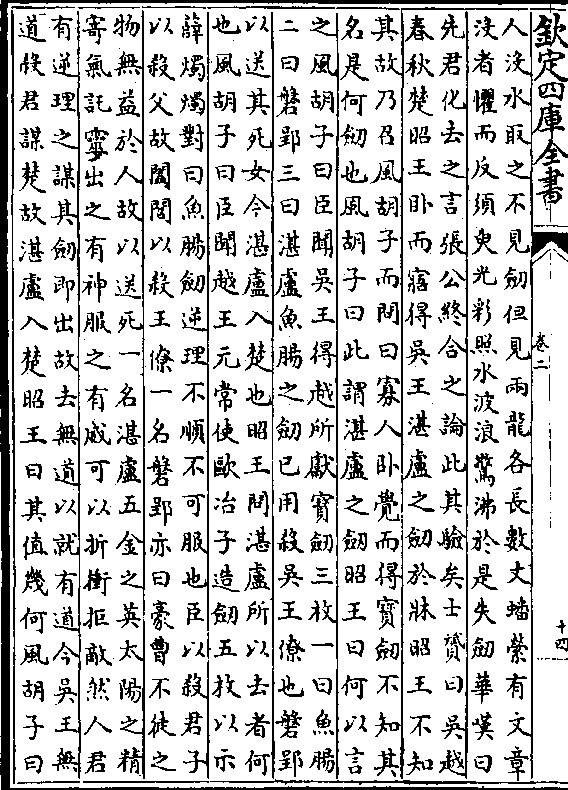 欽定四庫全書
卷二
十四
人沒水取之不見劒但見兩龍各長數丈蟠縈有文章
沒者懼而反須臾光彩照水波浪驚沸於是失劒華嘆曰
先君化去之言張公終合之論此其驗矣士贇曰吳越
春秋楚昭王卧而寤得吳王湛盧之劒於牀昭王不知
其故乃召風胡子而問曰寡人卧覺而得寳劒不知其
名是何劒也風胡子曰此謂湛盧之劒昭王曰何以言
之風胡子曰臣聞吳王得越所獻寳劒三枚一曰魚腸
二曰磐郢三曰湛盧魚腸之劒已用殺吳王僚也磐郢
以送其死女今湛盧入楚也昭王問湛盧所以去者何
也風胡子曰臣聞越王元常使歐冶子造劒五枚以示
薛燭燭對曰魚腸劒逆理不順不可服也臣以殺君子
以殺父故闔閭以殺王僚一名磐郢亦曰豪曹不徒之
物無益於人故以送死一名湛盧五金之英太陽之精
寄氣託靈出之有神服之有威可以折衝拒敵然人君
有逆理之謀其劒即出故去無道以就有道今吳王無
道殺君謀楚故湛盧入楚昭王曰其值幾何風胡子曰